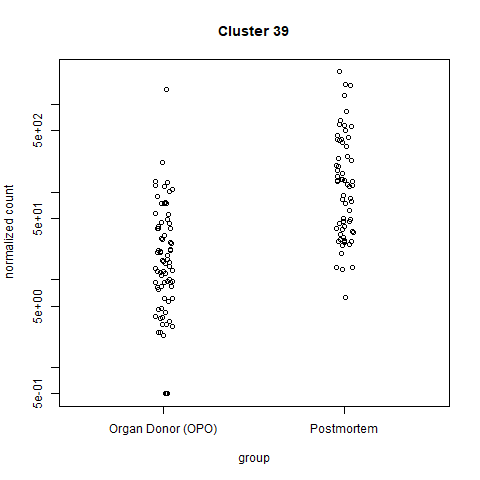 Cluster 39
normalized count
5e+02
5e+01
5e+00
5e-01
Organ Donor (OPO)
Postmortem
group